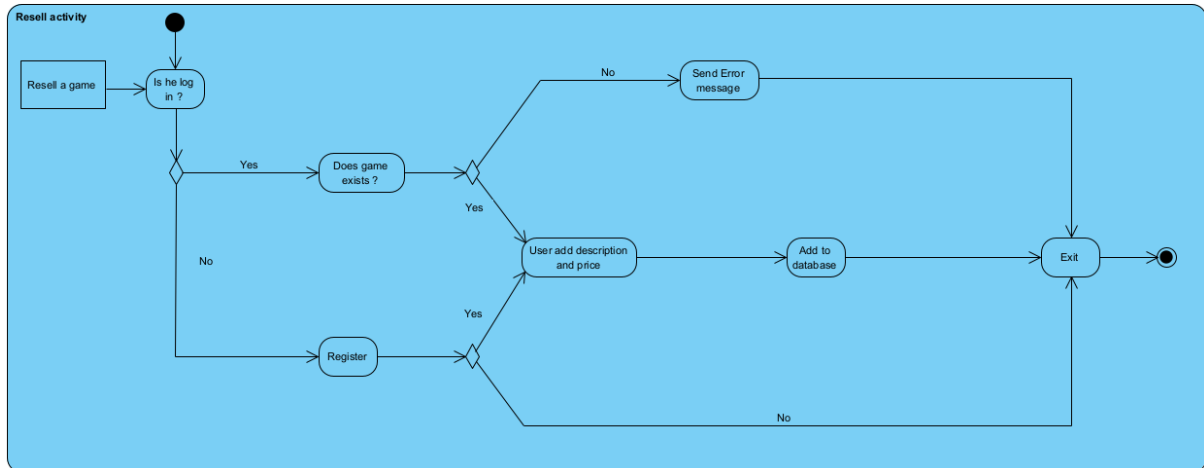 Resell activity
Resell a game
Is he log
in ?
Yes
No
Does game
exists ?
No
Yes
Send Error
message
User add description
and price
Add to
database
Exit
Register
Yes
No